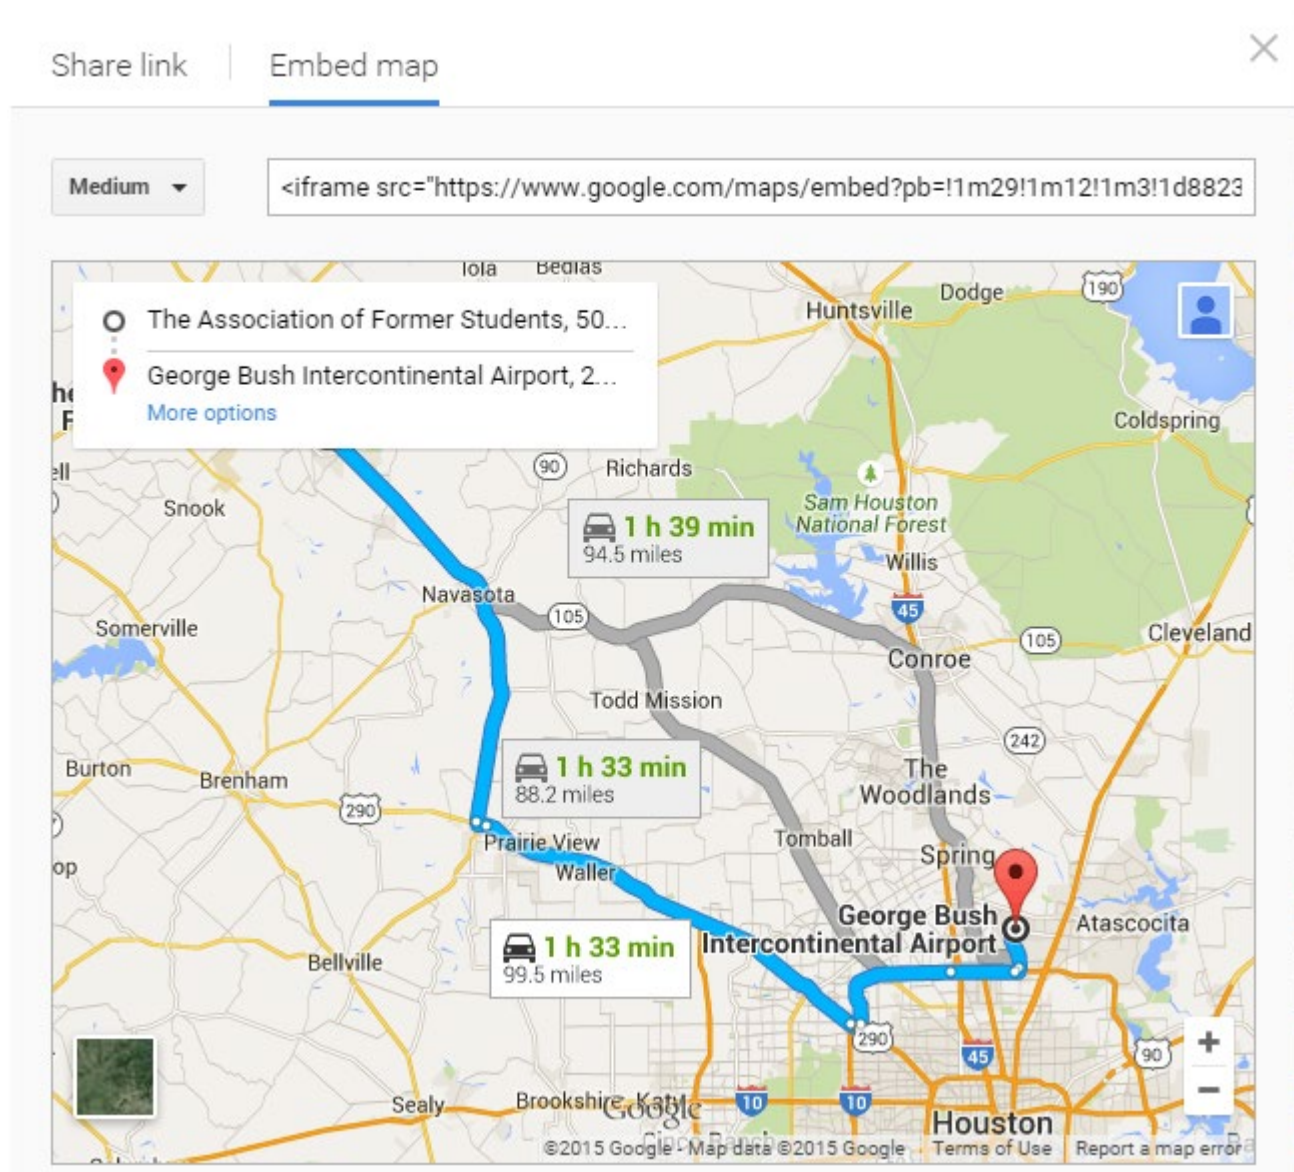 Share link
Embed map
Medium
<iframe src="https://www.google.com/maps/embed?pb=!1m29!1m12!1m3!1d8823
Iola
Bedias
The Association of Former Students, 50...
George Bush Intercontinental Airport, 2...
More options
190
Dodge
Huntsville
Coldspring
90
Richards
Snook
Sam Houston
National Forest
1 h 39 min
94.5 miles
Willis
Navasota
105
45
Somerville
105
Cleveland
Conroe
Todd Mission
242
Burton
Brenham
1 h 33 min
88.2 miles
The
Woodlands
290
Prairie View
Tomball
Waller
Spring
George Bush
Intercontinental Airport
Atascocita
Bellville
1 h 33 min
99.5 miles
290
45
90
Sealy
Brookshire
Katy
Google
10
10
Houston
©2015 Google - Map data ©2015 Google
Terms of Use
Report a map error